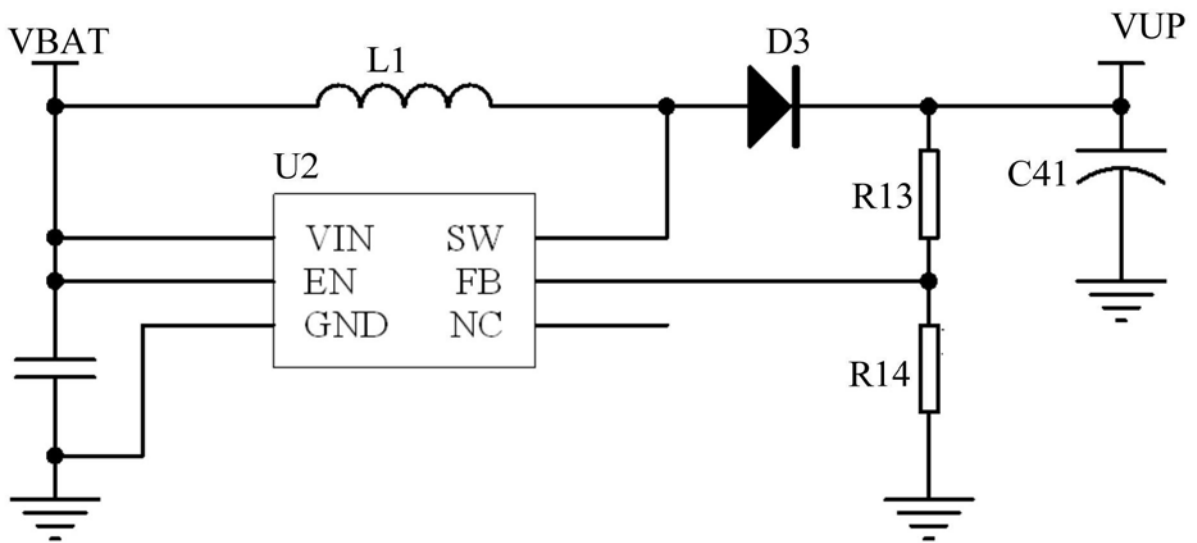 VBAT
L1
D3
VUP
U2
VIN SW
EN FB
GND NC
R13
C41
R14